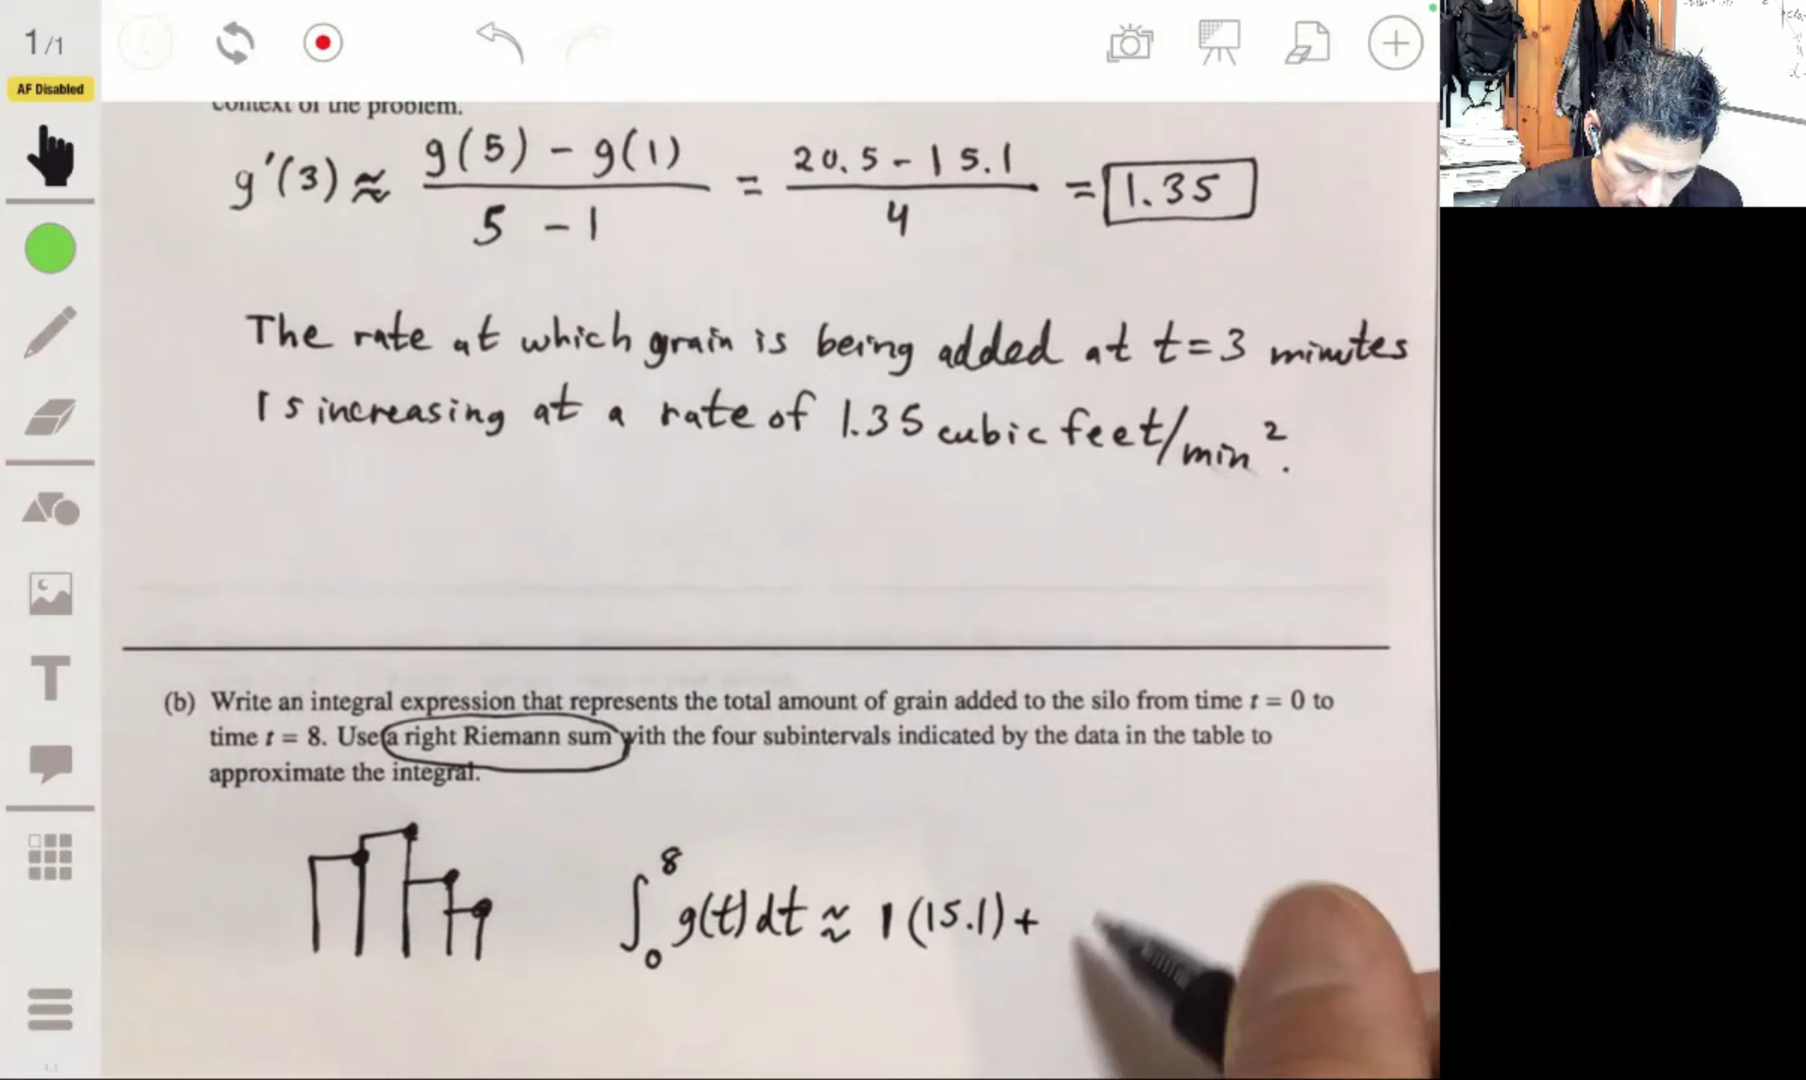 1/1
AF Disabled
context of the problem.
g'(3) ≈ g(5) - g(1) / 5 - 1 = 20.5 - 15.1 / 4 = 1.35
The rate at which grain is being added at t=3 minutes
Is increasing at a rate of 1.35 cubic feet/min².
(b) Write an integral expression that represents the total amount of grain added to the silo from time t = 0 to
time t = 8. Use a right Riemann sum with the four subintervals indicated by the data in the table to
approximate the integral.
∫₀⁸ g(t)dt ≈ 1(15.1)+
T